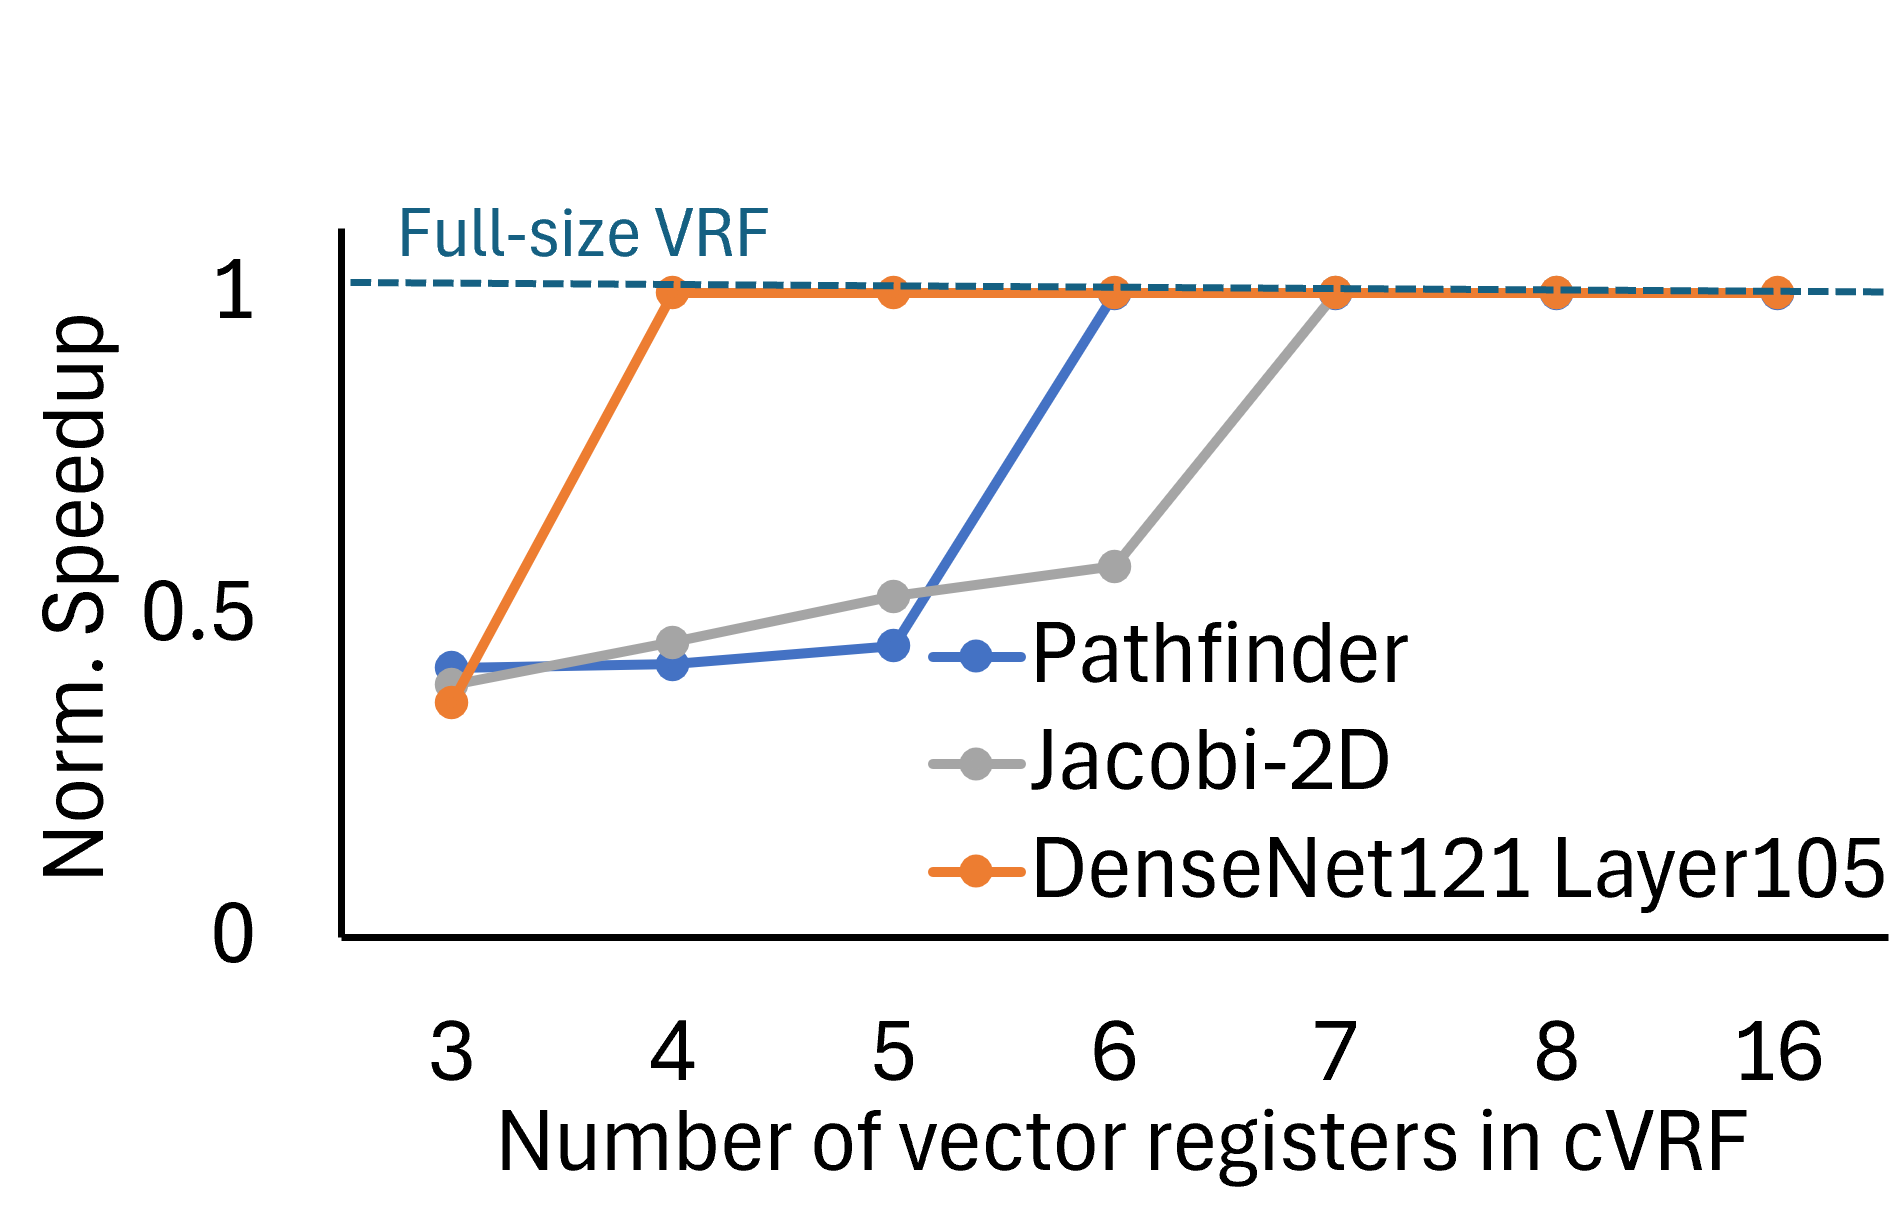 Full-size VRF
1
0.5
0
Norm. Speedup
Pathfinder
Jacobi-2D
DenseNet121 Layer105
3 4 5 6 7 8 16
Number of vector registers in cVRF